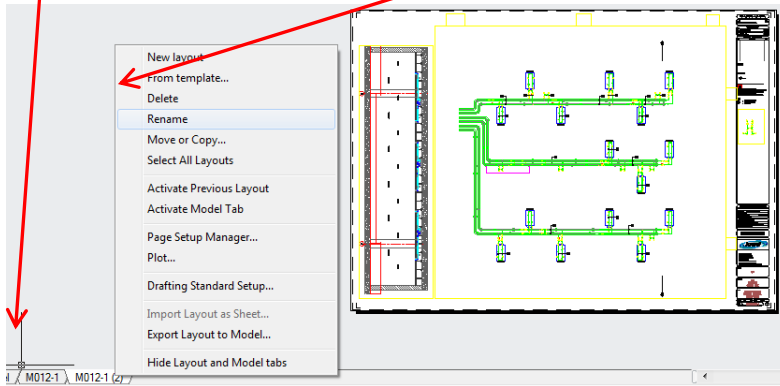 New layout
From template...
Delete
Rename
Move or Copy...
Select All Layouts
Activate Previous Layout
Activate Model Tab
Page Setup Manager...
Plot...
Drafting Standard Setup...
Import Layout as Sheet...
Export Layout to Model...
Hide Layout and Model tabs
M012-1
M012-1 (2)